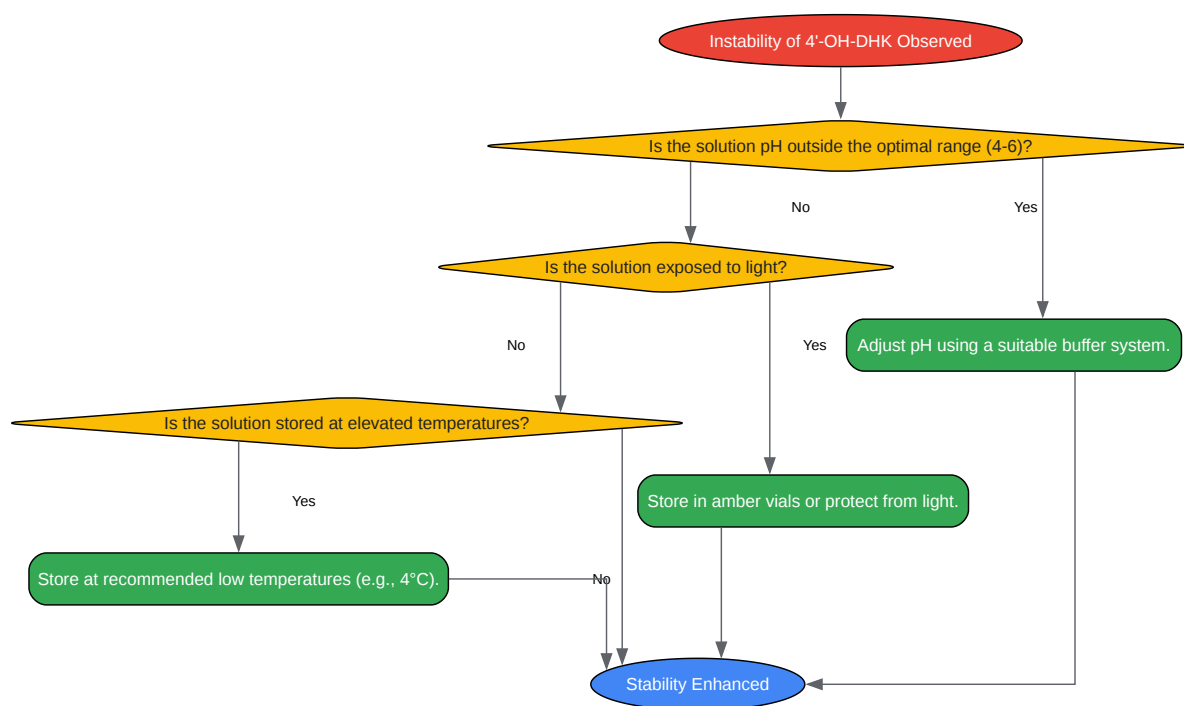 Instability of 4'-OH-DHK Observed
Is the solution pH outside the optimal range (4-6)?
No
Yes
Is the solution exposed to light?
No
Yes
Adjust pH using a suitable buffer system.
Is the solution stored at elevated temperatures?
Yes
Store in amber vials or protect from light.
Store at recommended low temperatures (e.g., 4°C).
No
Stability Enhanced